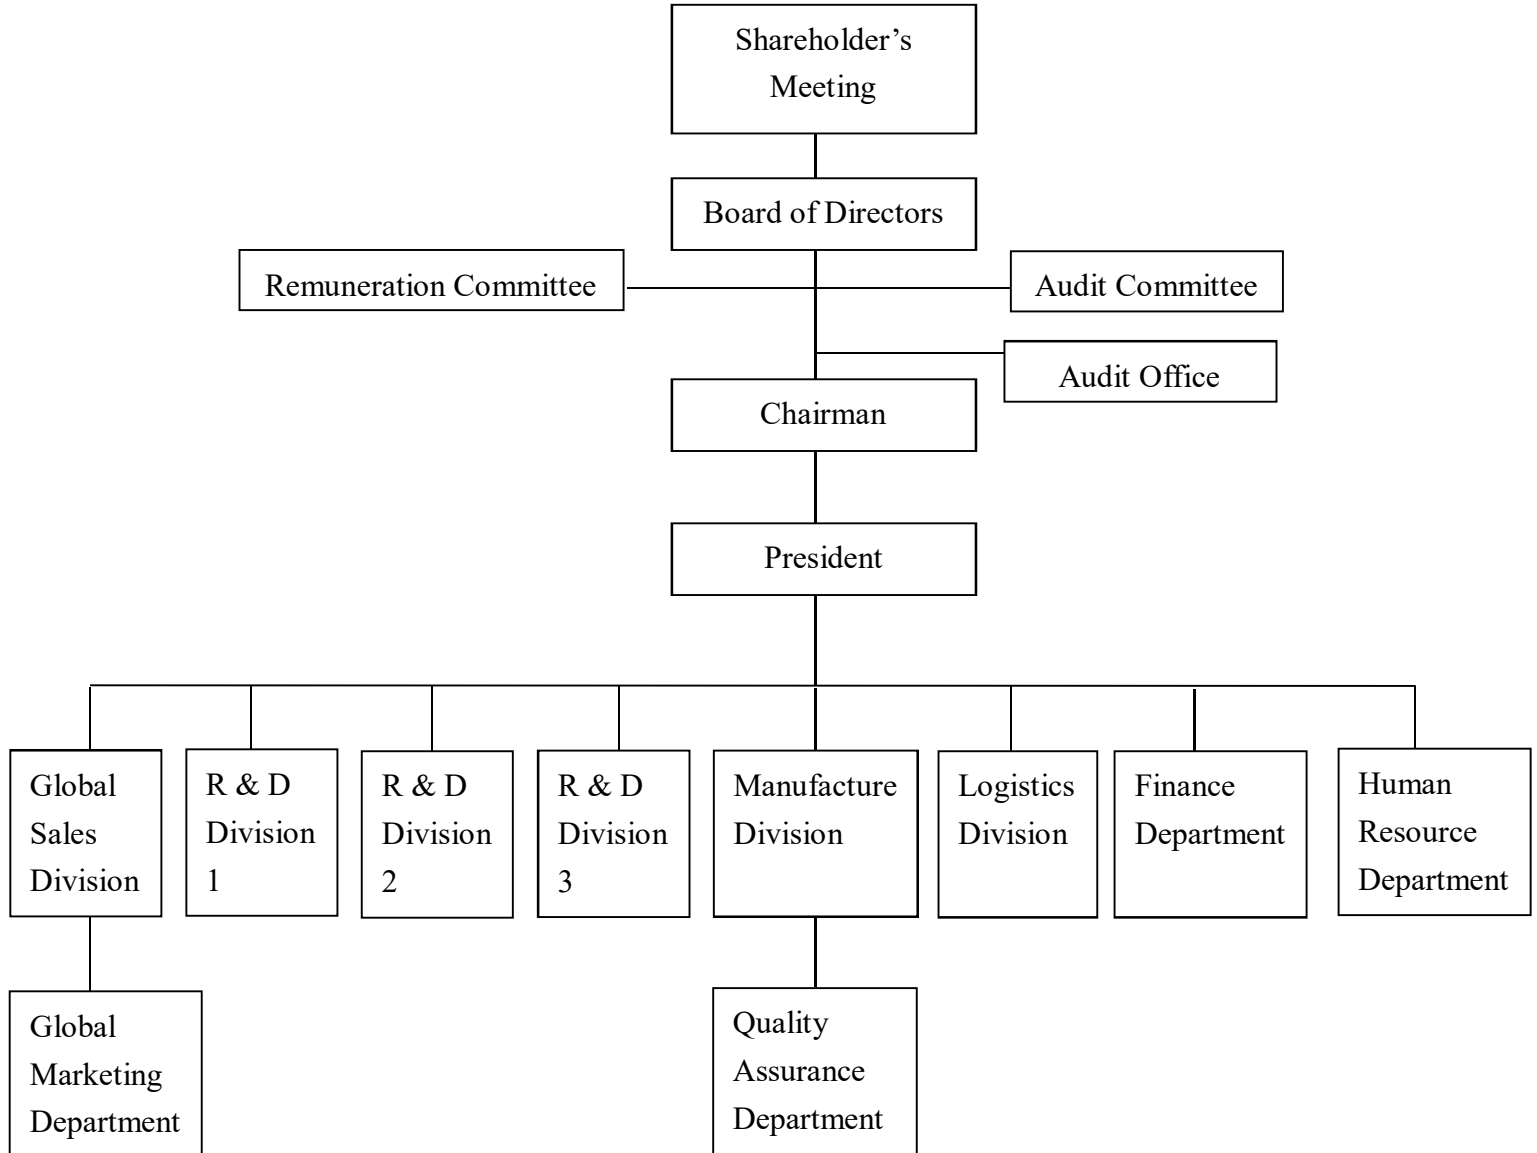 Shareholder’s
Meeting
Board of Directors
Remuneration Committee
Audit Committee
Audit Office
Chairman
President
Global
Sales
Division
R & D
Division
1
R & D
Division
2
R & D
Division
3
Manufacture
Division
Logistics
Division
Finance
Department
Human
Resource
Department
Global
Marketing
Department
Quality
Assurance
Department